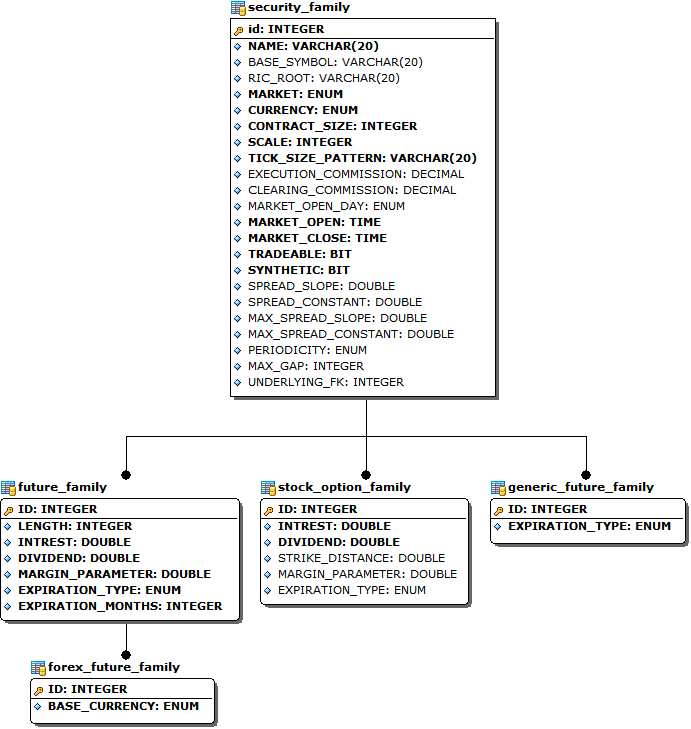 security_family
id: INTEGER
NAME: VARCHAR(20)
BASE_SYMBOL: VARCHAR(20)
RIC_ROOT: VARCHAR(20)
MARKET: ENUM
CURRENCY: ENUM
CONTRACT_SIZE: INTEGER
SCALE: INTEGER
TICK_SIZE_PATTERN: VARCHAR(20)
EXECUTION_COMMISSION: DECIMAL
CLEARING_COMMISSION: DECIMAL
MARKET_OPEN_DAY: ENUM
MARKET_OPEN: TIME
MARKET_CLOSE: TIME
TRADEABLE: BIT
SYNTHETIC: BIT
SPREAD_SLOPE: DOUBLE
SPREAD_CONSTANT: DOUBLE
MAX_SPREAD_SLOPE: DOUBLE
MAX_SPREAD_CONSTANT: DOUBLE
PERIODICITY: ENUM
MAX_GAP: INTEGER
UNDERLYING_FK: INTEGER
future_family
ID: INTEGER
LENGTH: INTEGER
INTREST: DOUBLE
DIVIDEND: DOUBLE
MARGIN_PARAMETER: DOUBLE
EXPIRATION_TYPE: ENUM
EXPIRATION_MONTHS: INTEGER
stock_option_family
ID: INTEGER
INTREST: DOUBLE
DIVIDEND: DOUBLE
STRIKE_DISTANCE: DOUBLE
MARGIN_PARAMETER: DOUBLE
EXPIRATION_TYPE: ENUM
generic_future_family
ID: INTEGER
EXPIRATION_TYPE: ENUM
forex_future_family
ID: INTEGER
BASE_CURRENCY: ENUM